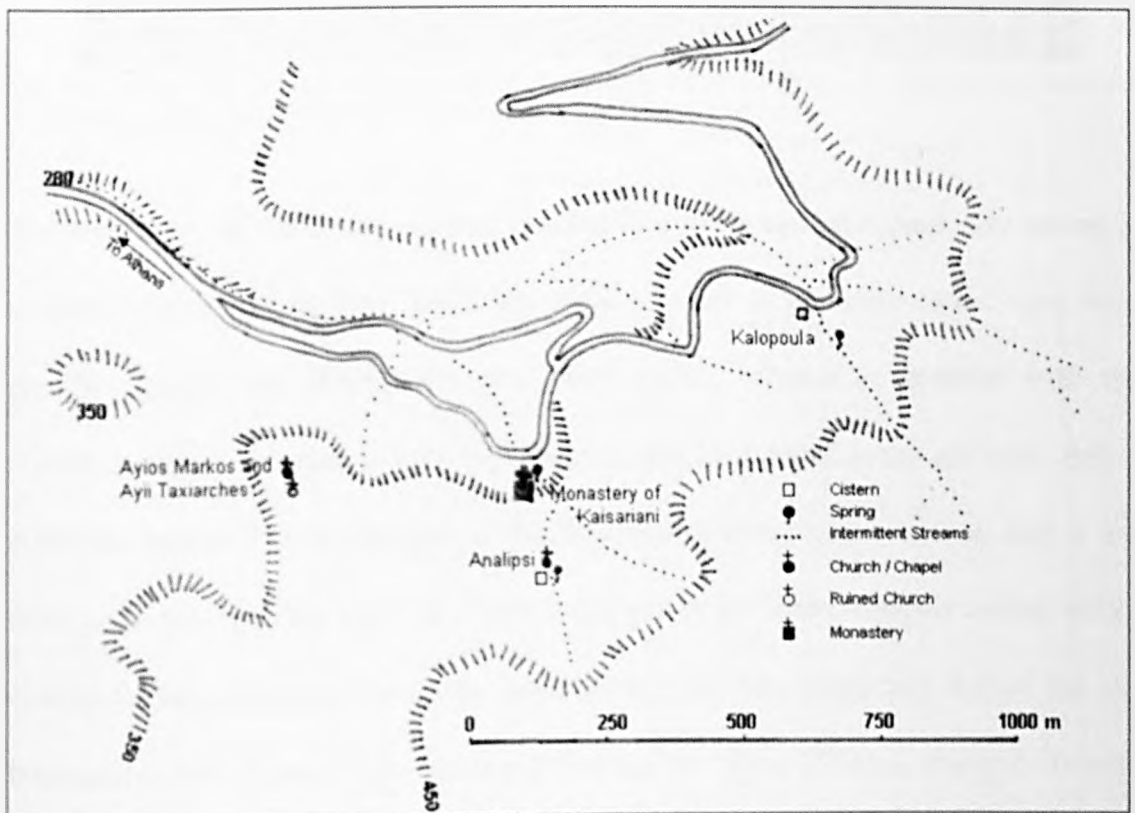 280
To Athens
Kalopoula
350
Ayios Markos and
Ayii Taxiarches
Monastery of
Kaisariani
Analipsi
Cistern
Spring
Intermittent Streams
Church / Chapel
Ruined Church
Monastery
0 250 500 750 1000 m
350
450